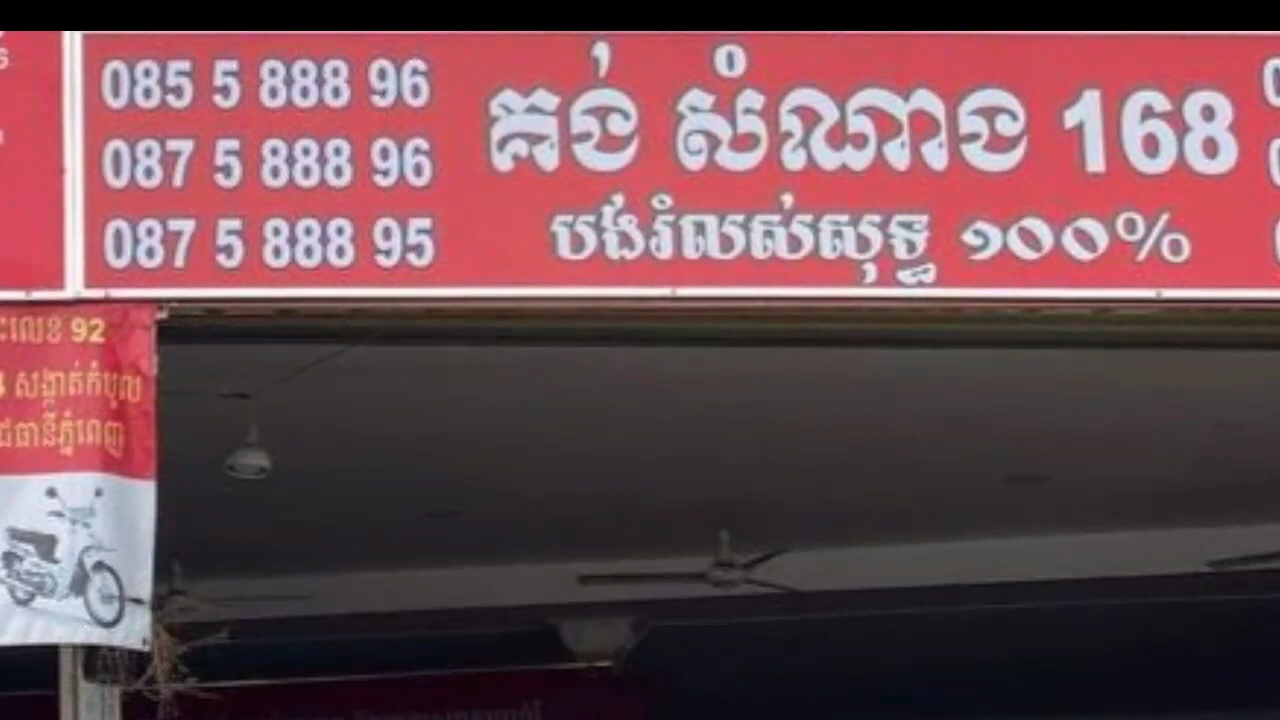 085 5 888 96
087 5 888 96
087 5 888 95
គង់ សំណាង 168
បង់រំលស់សុទ្ធ ១០០%
ះលេខ 92
សង្កាត់កំបូល
ជធានីភ្នំពេញ